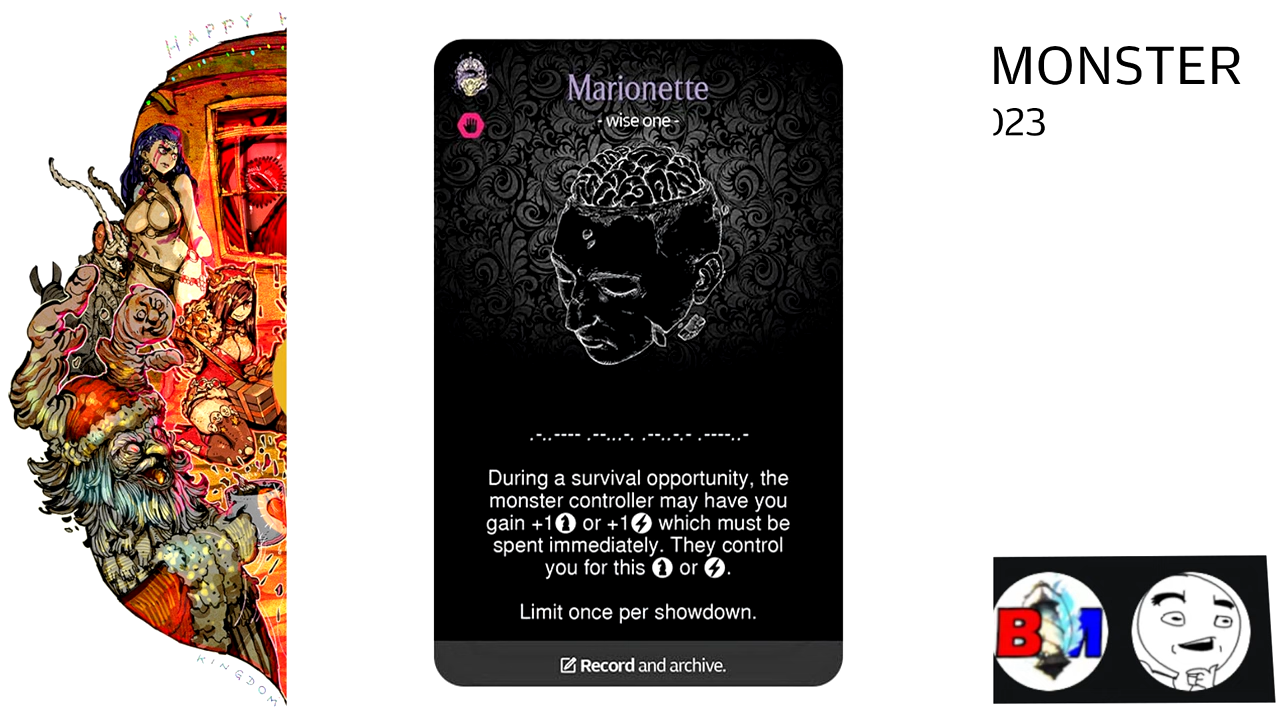 HAPPY
MONSTER
023
Marionette
- wise one -
.-..---- .--...-. .--..-.- .----..-
During a survival opportunity, the
monster controller may have you
gain +1 or +1 which must be
spent immediately. They control
you for this or .
Limit once per showdown.
Record and archive.
KINGDOM
B M